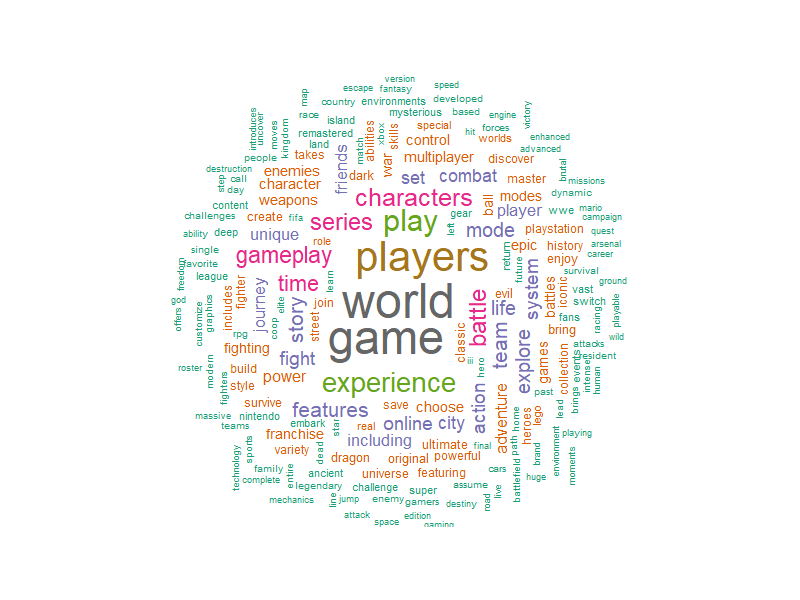 version
escape
speed
fantasy
map
country
environments
developed
mysterious
based
engine
victory
introduces
uncover
race
island
special
hit
forces
enhanced
moves
kingdom
remastered
land
match
abilities
xbox
skills
control
worlds
advanced
people
takes
friends
dark
war
multiplayer
discover
brutal
destruction
enemies
set
combat
master
missions
step
call
day
character
characters
ball
modes
dynamic
content
weapons
series
play
left
gear
player
wwe
mario
campaign
challenges
create
fifa
mode
playstation
quest
ability
deep
unique
role
epic
history
arsenal
career
single
gameplay
players
return
enjoy
favorite
future
survival
freedom
league
time
learn
evil
system
battles
iconic
vast
ground
god
offers
customize
graphics
includes
fighter
journey
coop
elite
join
world
battle
life
switch
fans
racing
playable
rpg
story
street
game
classic
team
bring
wild
fighting
fight
iii
hero
explore
games
collection
attacks
events
resident
roster
modern
build
power
experience
action
past
brings
intense
human
style
fighters
survive
features
save
choose
adventure
home
heroes
lego
lead
massive
nintendo
embark
real
online
city
playing
teams
star
path
franchise
including
ultimate
final
technology
sports
variety
dead
dragon
original
powerful
battlefield
brand
environment
moments
family
entire
ancient
universe
featuring
cars
huge
complete
legendary
challenge
super
assume
live
mechanics
line
jump
enemy
gamers
destiny
road
attack
space
edition
gaming